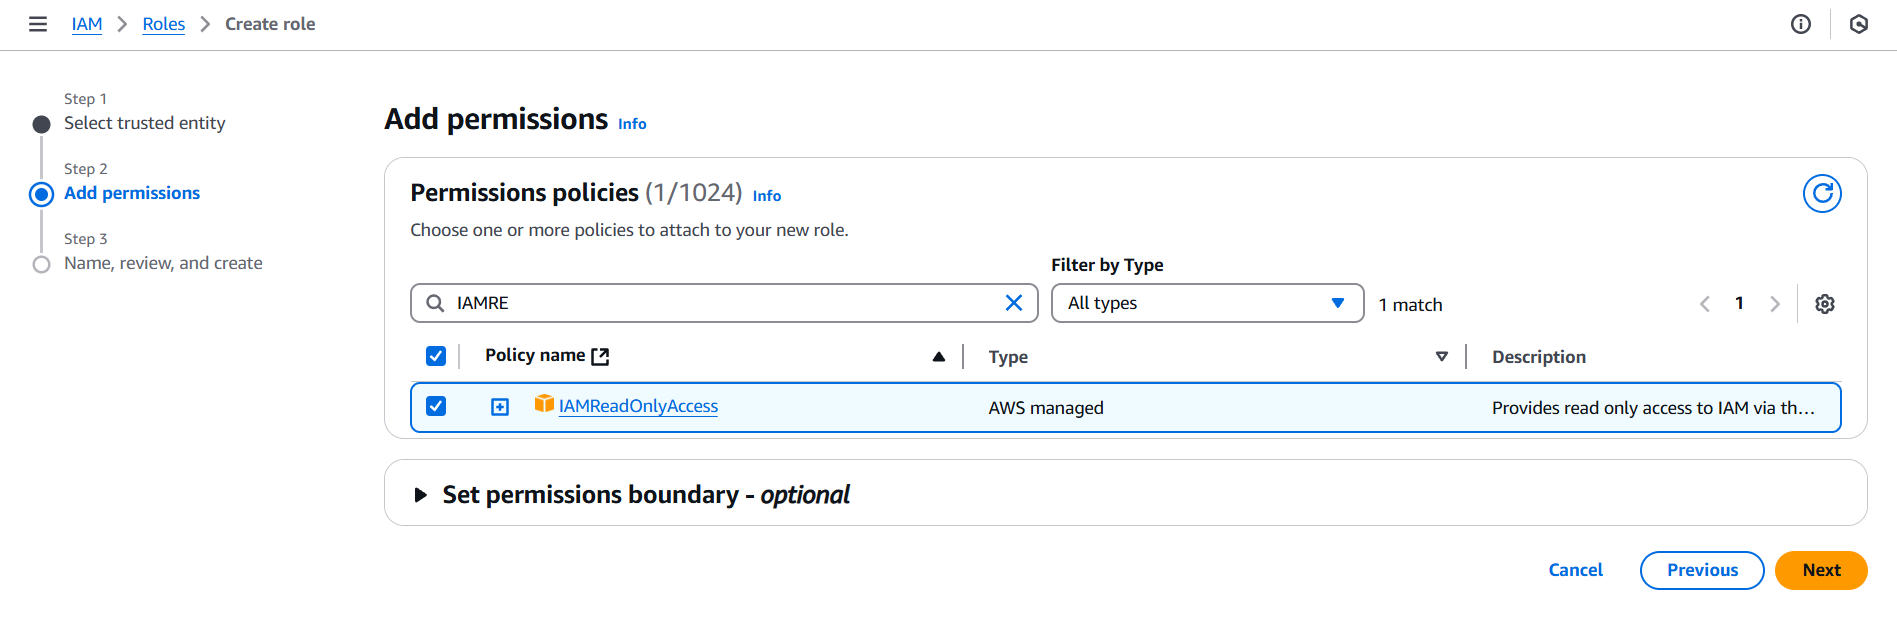 IAM > Roles > Create role
Step 1
Select trusted entity
Step 2
Add permissions
Step 3
Name, review, and create
Add permissions Info
Permissions policies (1/1024) Info
Choose one or more policies to attach to your new role.
Filter by Type
IAMRE
All types
1 match
1
Policy name
Type
Description
IAMReadOnlyAccess
AWS managed
Provides read only access to IAM via th...
Set permissions boundary - optional
Cancel
Previous
Next